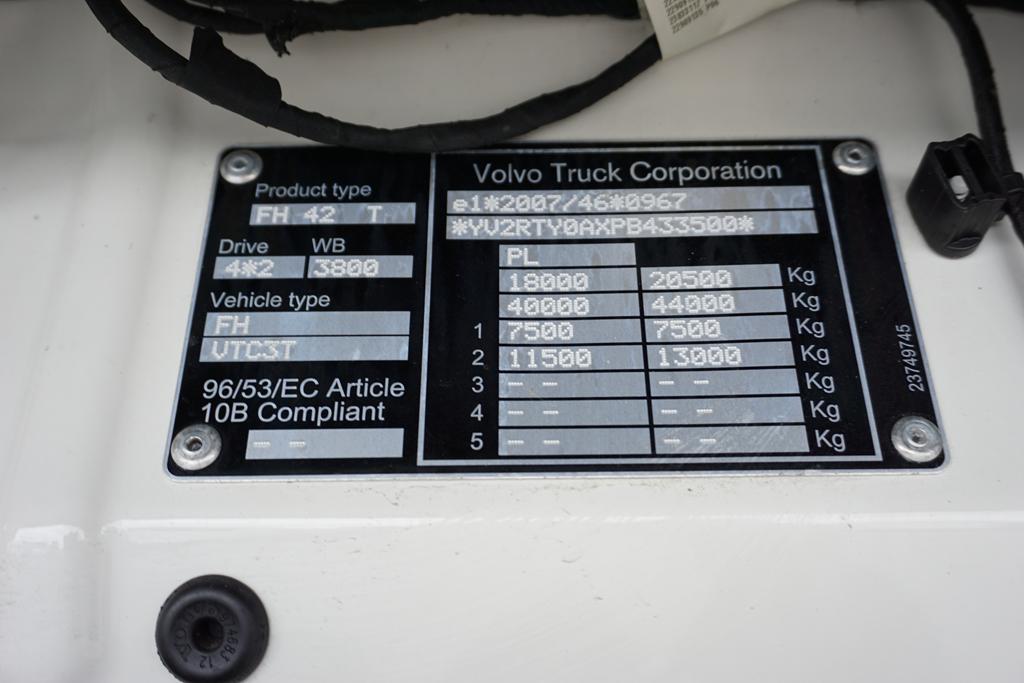 Product type
FH 42 T
Drive WB
4*2 3800
Vehicle type
FH
VTC3T
96/53/EC Article
10B Compliant
-- --
Volvo Truck Corporation
e1*2007/46*0967
*YV2RTY0AXPB433500*
PL
18000 20500 Kg
40000 44000 Kg
1 7500 7500 Kg
2 11500 13000 Kg
3 -- -- -- -- Kg
4 -- -- -- -- Kg
5 -- -- -- -- Kg
23749745